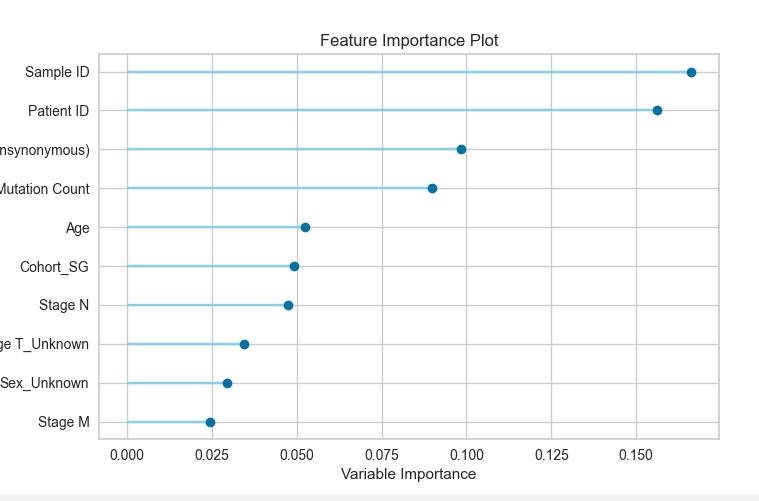 Feature Importance Plot
Sample ID
Patient ID
nsynonymous)
Mutation Count
Age
Cohort_SG
Stage N
ge T_Unknown
Sex_Unknown
Stage M
0.000 0.025 0.050 0.075 0.100 0.125 0.150
Variable Importance